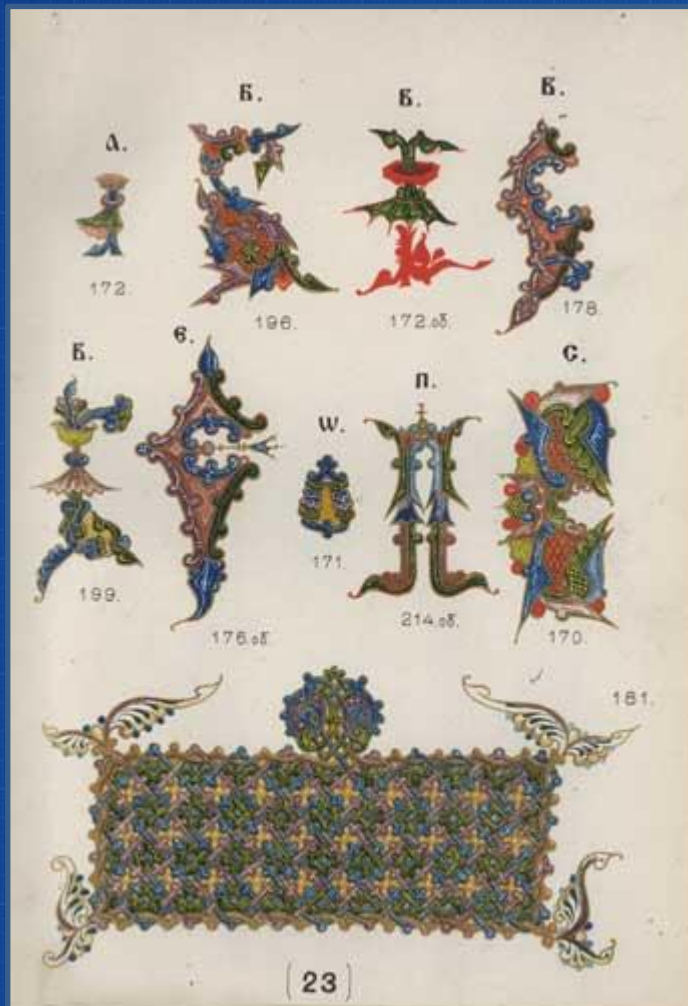 А. Б. В. В.
172. 196. 172.об. 178.
Б. Є. Ѡ. П. С.
199. 176.об. 171. 214.об. 170.
181.
(23)